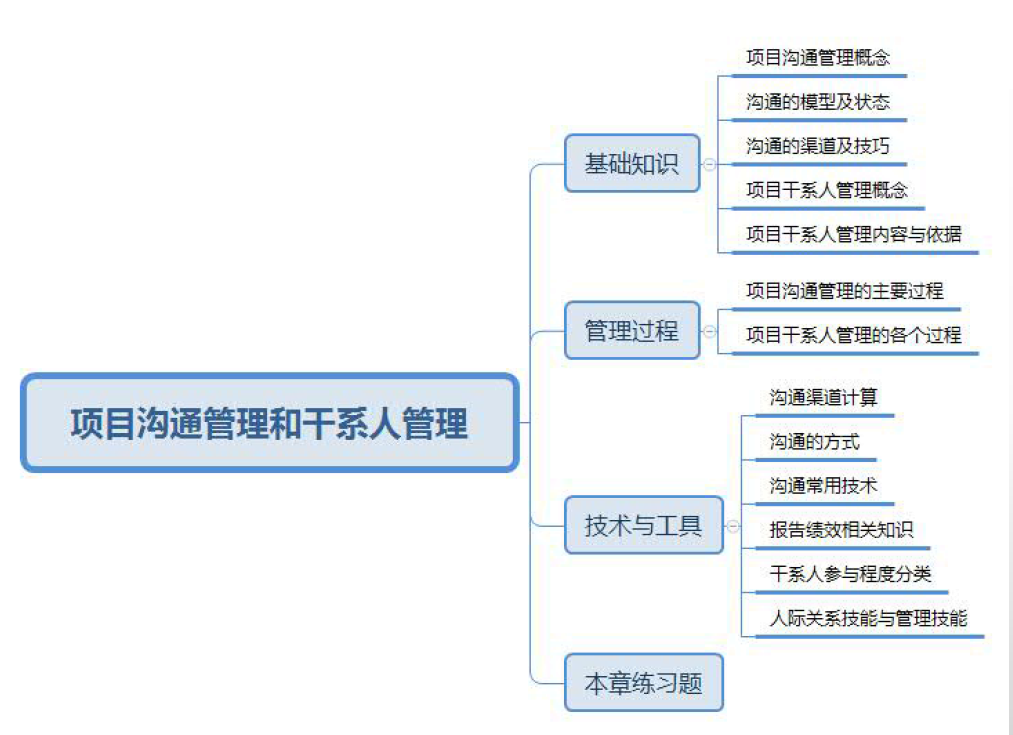 项目沟通管理和干系人管理
基础知识
项目沟通管理概念
沟通的模型及状态
沟通的渠道及技巧
项目干系人管理概念
项目干系人管理内容与依据
管理过程
项目沟通管理的主要过程
项目干系人管理的各个过程
技术与工具
沟通渠道计算
沟通的方式
沟通常用技术
报告绩效相关知识
干系人参与程度分类
人际关系技能与管理技能
本章练习题